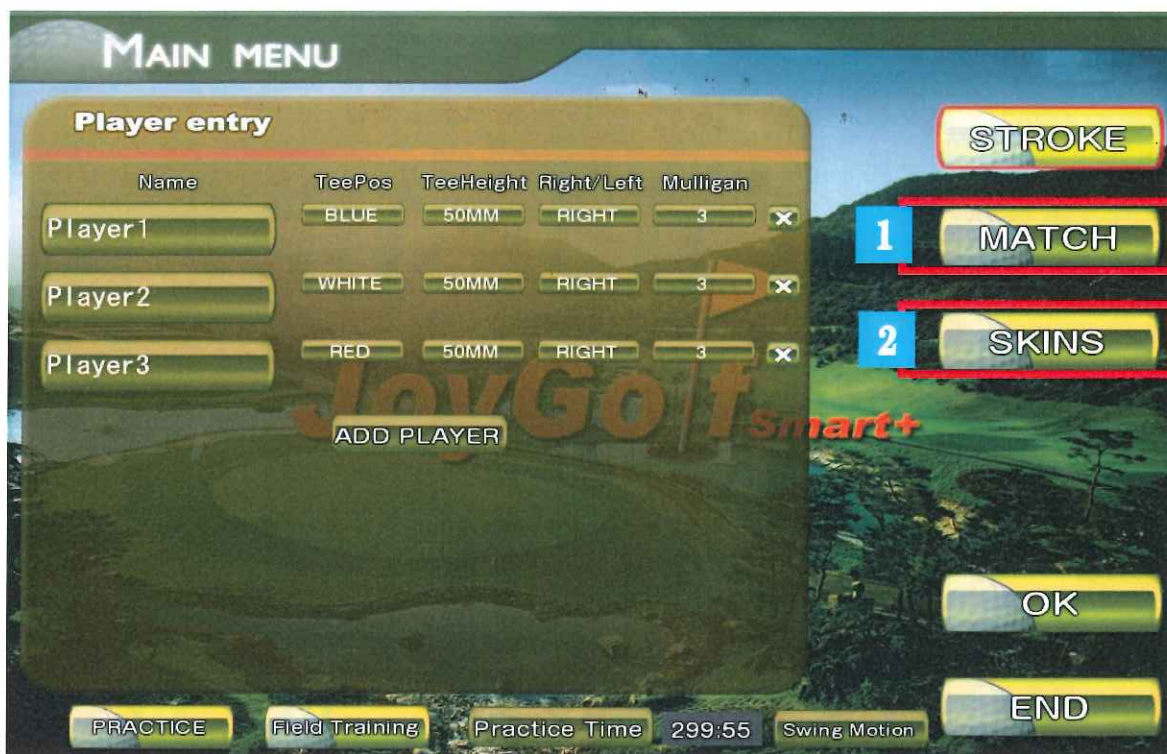 MAIN MENU
Player entry
Name TeePos TeeHeight Right/Left Mulligan
Player1 BLUE 50MM RIGHT 3 ×
Player2 WHITE 50MM RIGHT 3 ×
Player3 RED 50MM RIGHT 3 ×
ADD PLAYER
JoyGolf Smart+
STROKE
1 MATCH
2 SKINS
OK
END
PRACTICE Field Training Practice Time 299:55 Swing Motion